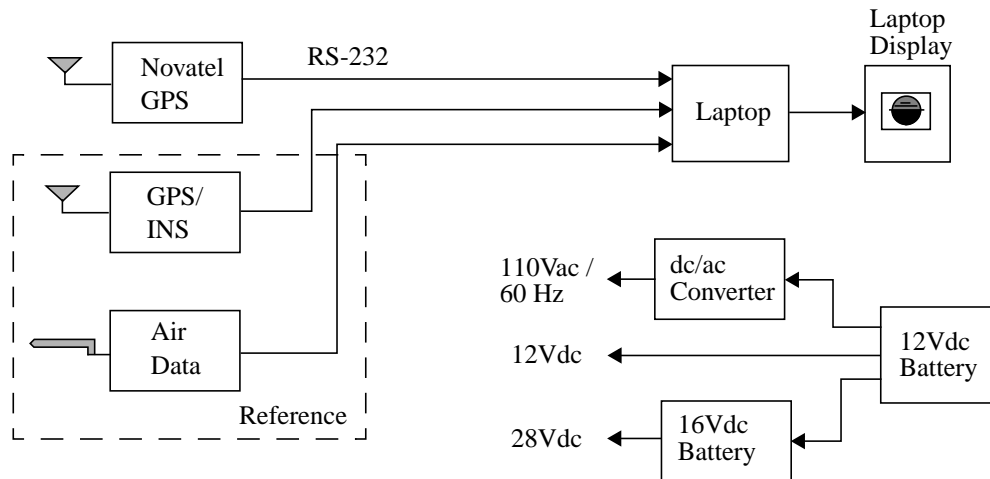 Laptop
Display
Novatel
GPS
RS-232
Laptop
GPS/
INS
Air
Data
Reference
110Vac /
60 Hz
dc/ac
Converter
12Vdc
12Vdc
Battery
28Vdc
16Vdc
Battery